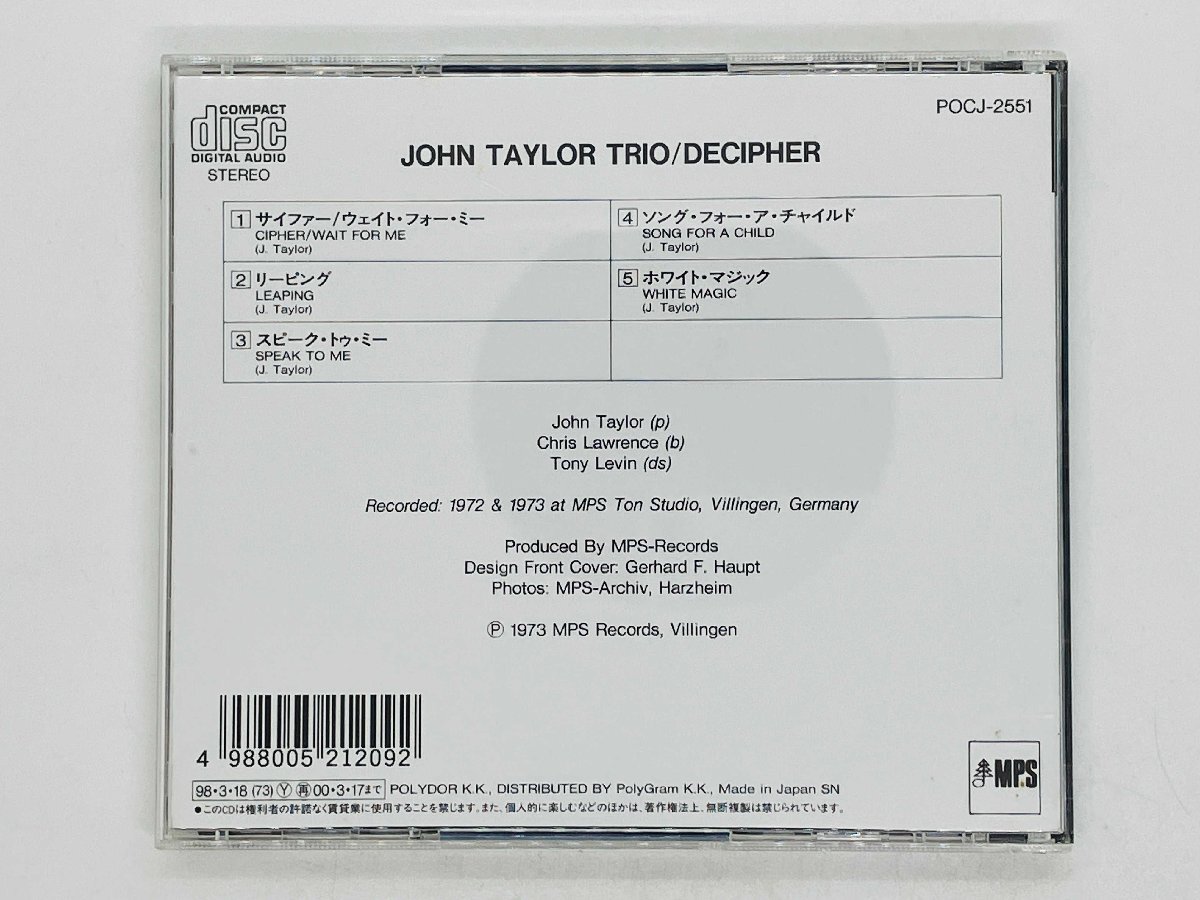 COMPACT
disc
DIGITAL AUDIO
STEREO
POCJ-2551
JOHN TAYLOR TRIO/DECIPHER
1 サイファー/ウェイト・フォー・ミー
CIPHER/WAIT FOR ME
(J. Taylor)
2 リーピング
LEAPING
(J. Taylor)
3 スピーク・トゥ・ミー
SPEAK TO ME
(J. Taylor)
4 ソング・フォー・ア・チャイルド
SONG FOR A CHILD
(J. Taylor)
5 ホワイト・マジック
WHITE MAGIC
(J. Taylor)
John Taylor (p)
Chris Lawrence (b)
Tony Levin (ds)
Recorded: 1972 & 1973 at MPS Ton Studio, Villingen, Germany
Produced By MPS-Records
Design Front Cover: Gerhard F. Haupt
Photos: MPS-Archiv, Harzheim
Ⓟ 1973 MPS Records, Villingen
4 988005 212092
MPS
98・3・18 (73) Ⓨ ㊢ 00・3・17まで POLYDOR K.K., DISTRIBUTED BY PolyGram K.K., Made in Japan SN
●このCDは権利者の許諾なく賃貸業に使用することを禁じます。また、個人的に楽しむなどのほかは、著作権法上、無断複製は禁じられています。